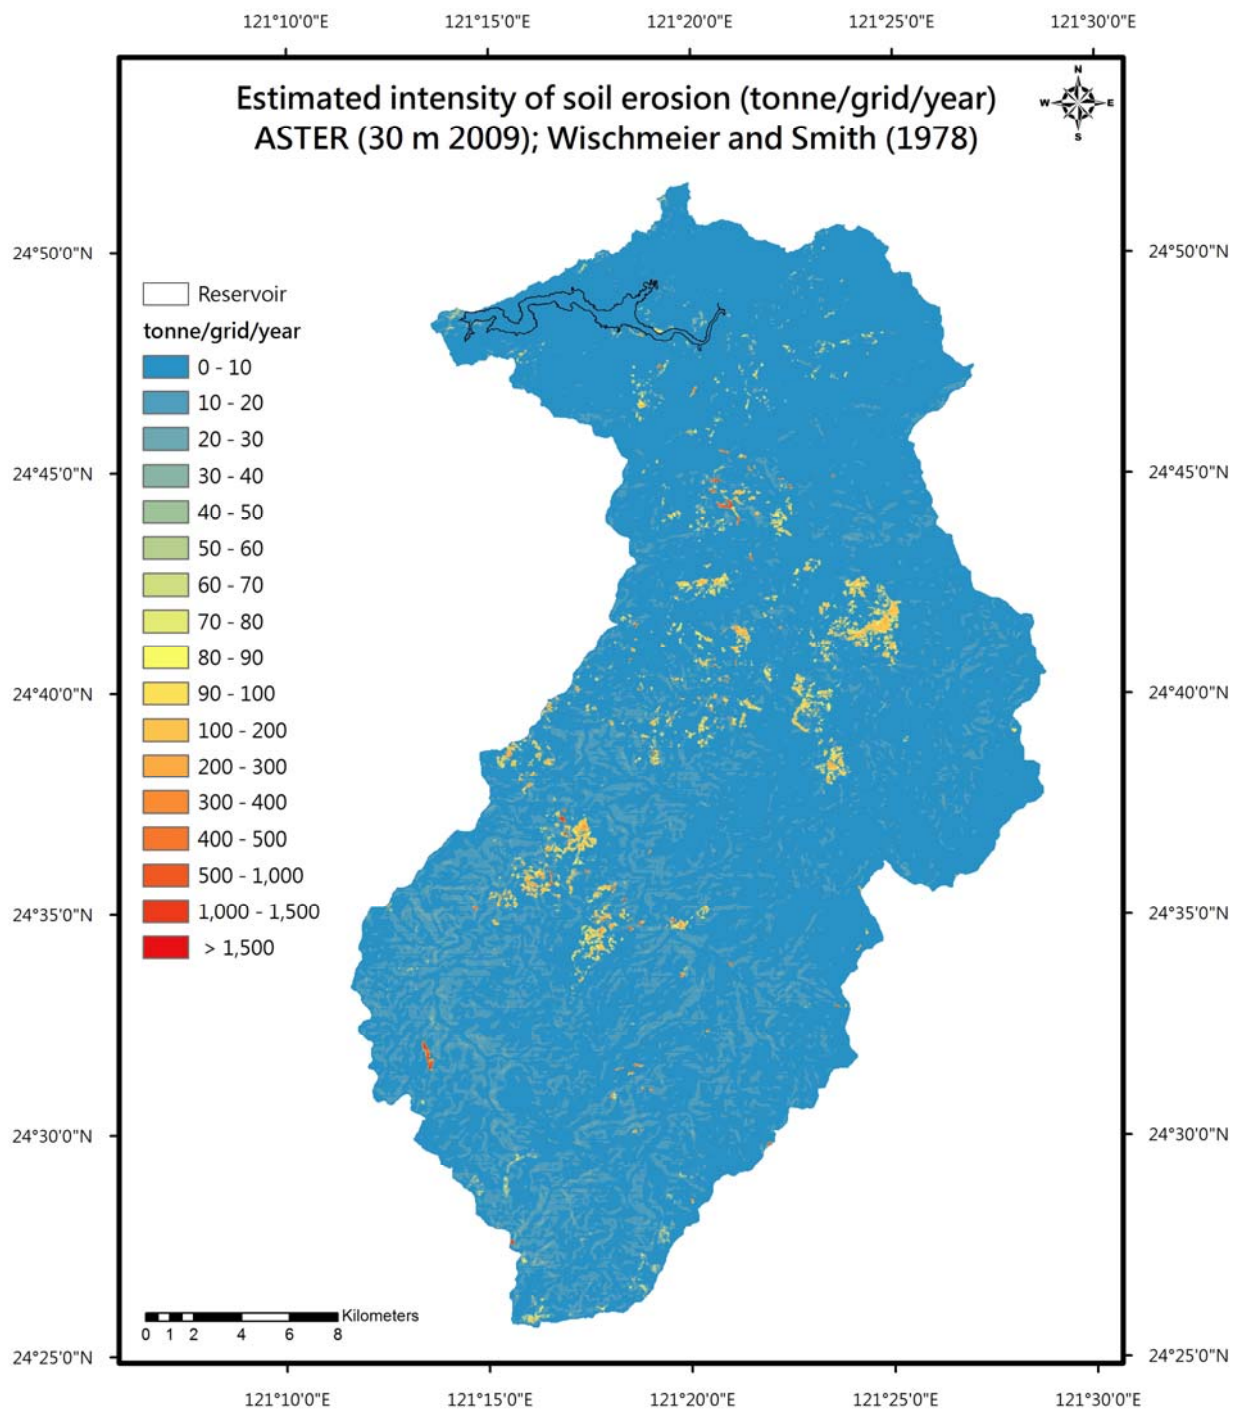 121°10'0"E 121°15'0"E 121°20'0"E 121°25'0"E 121°30'0"E
Estimated intensity of soil erosion (tonne/grid/year)
ASTER (30 m 2009); Wischmeier and Smith (1978)
N
W E
S
24°50'0"N 24°50'0"N
Reservoir
tonne/grid/year
0 - 10
10 - 20
20 - 30
24°45'0"N 30 - 40 24°45'0"N
40 - 50
50 - 60
60 - 70
70 - 80
80 - 90
24°40'0"N 90 - 100 24°40'0"N
100 - 200
200 - 300
300 - 400
400 - 500
500 - 1,000
24°35'0"N 1,000 - 1,500 24°35'0"N
> 1,500
24°30'0"N 24°30'0"N
Kilometers
0 1 2 4 6 8
24°25'0"N 24°25'0"N
121°10'0"E 121°15'0"E 121°20'0"E 121°25'0"E 121°30'0"E